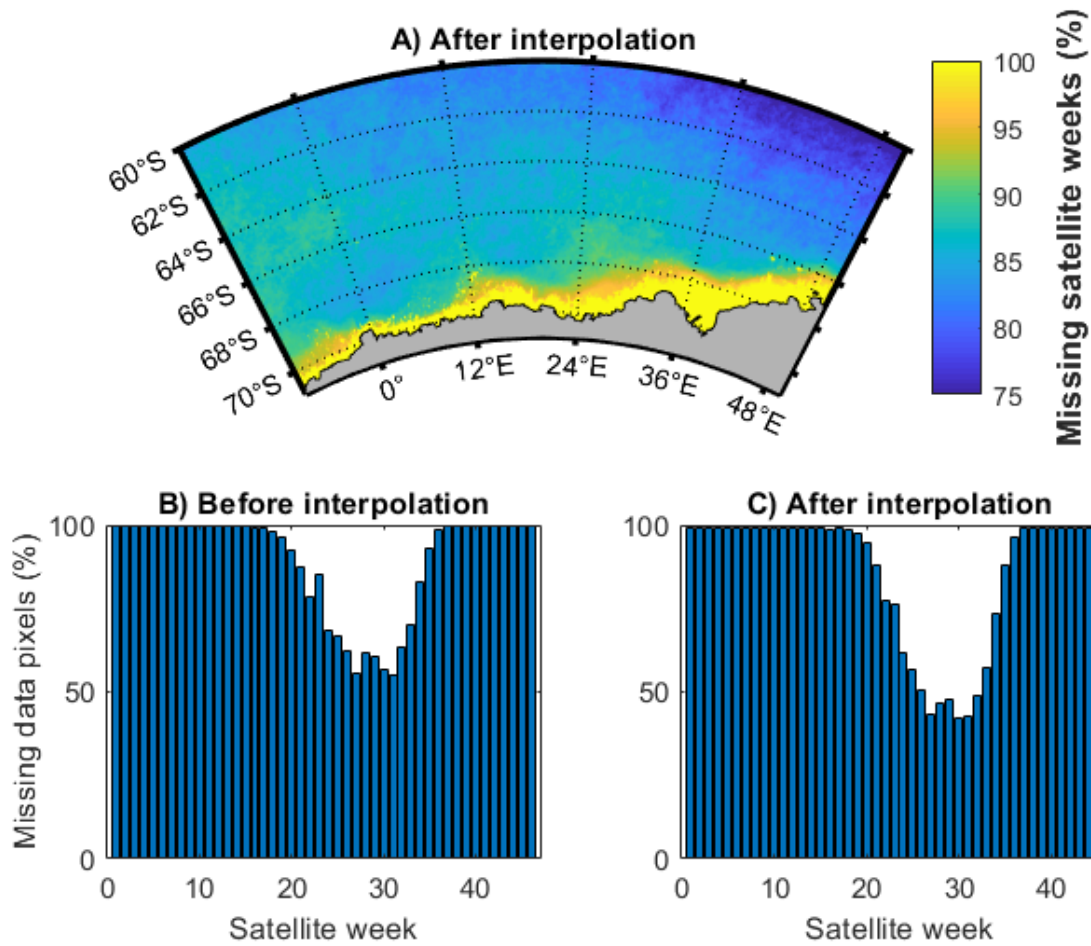 A) After interpolation
Missing satellite weeks (%)
100
95
90
85
80
75
60°S
62°S
64°S
66°S
68°S
70°S
0°
12°E
24°E
36°E
48°E
B) Before interpolation
Missing data pixels (%)
100
50
0
0
10
20
30
40
Satellite week
C) After interpolation
100
50
0
0
10
20
30
40
Satellite week